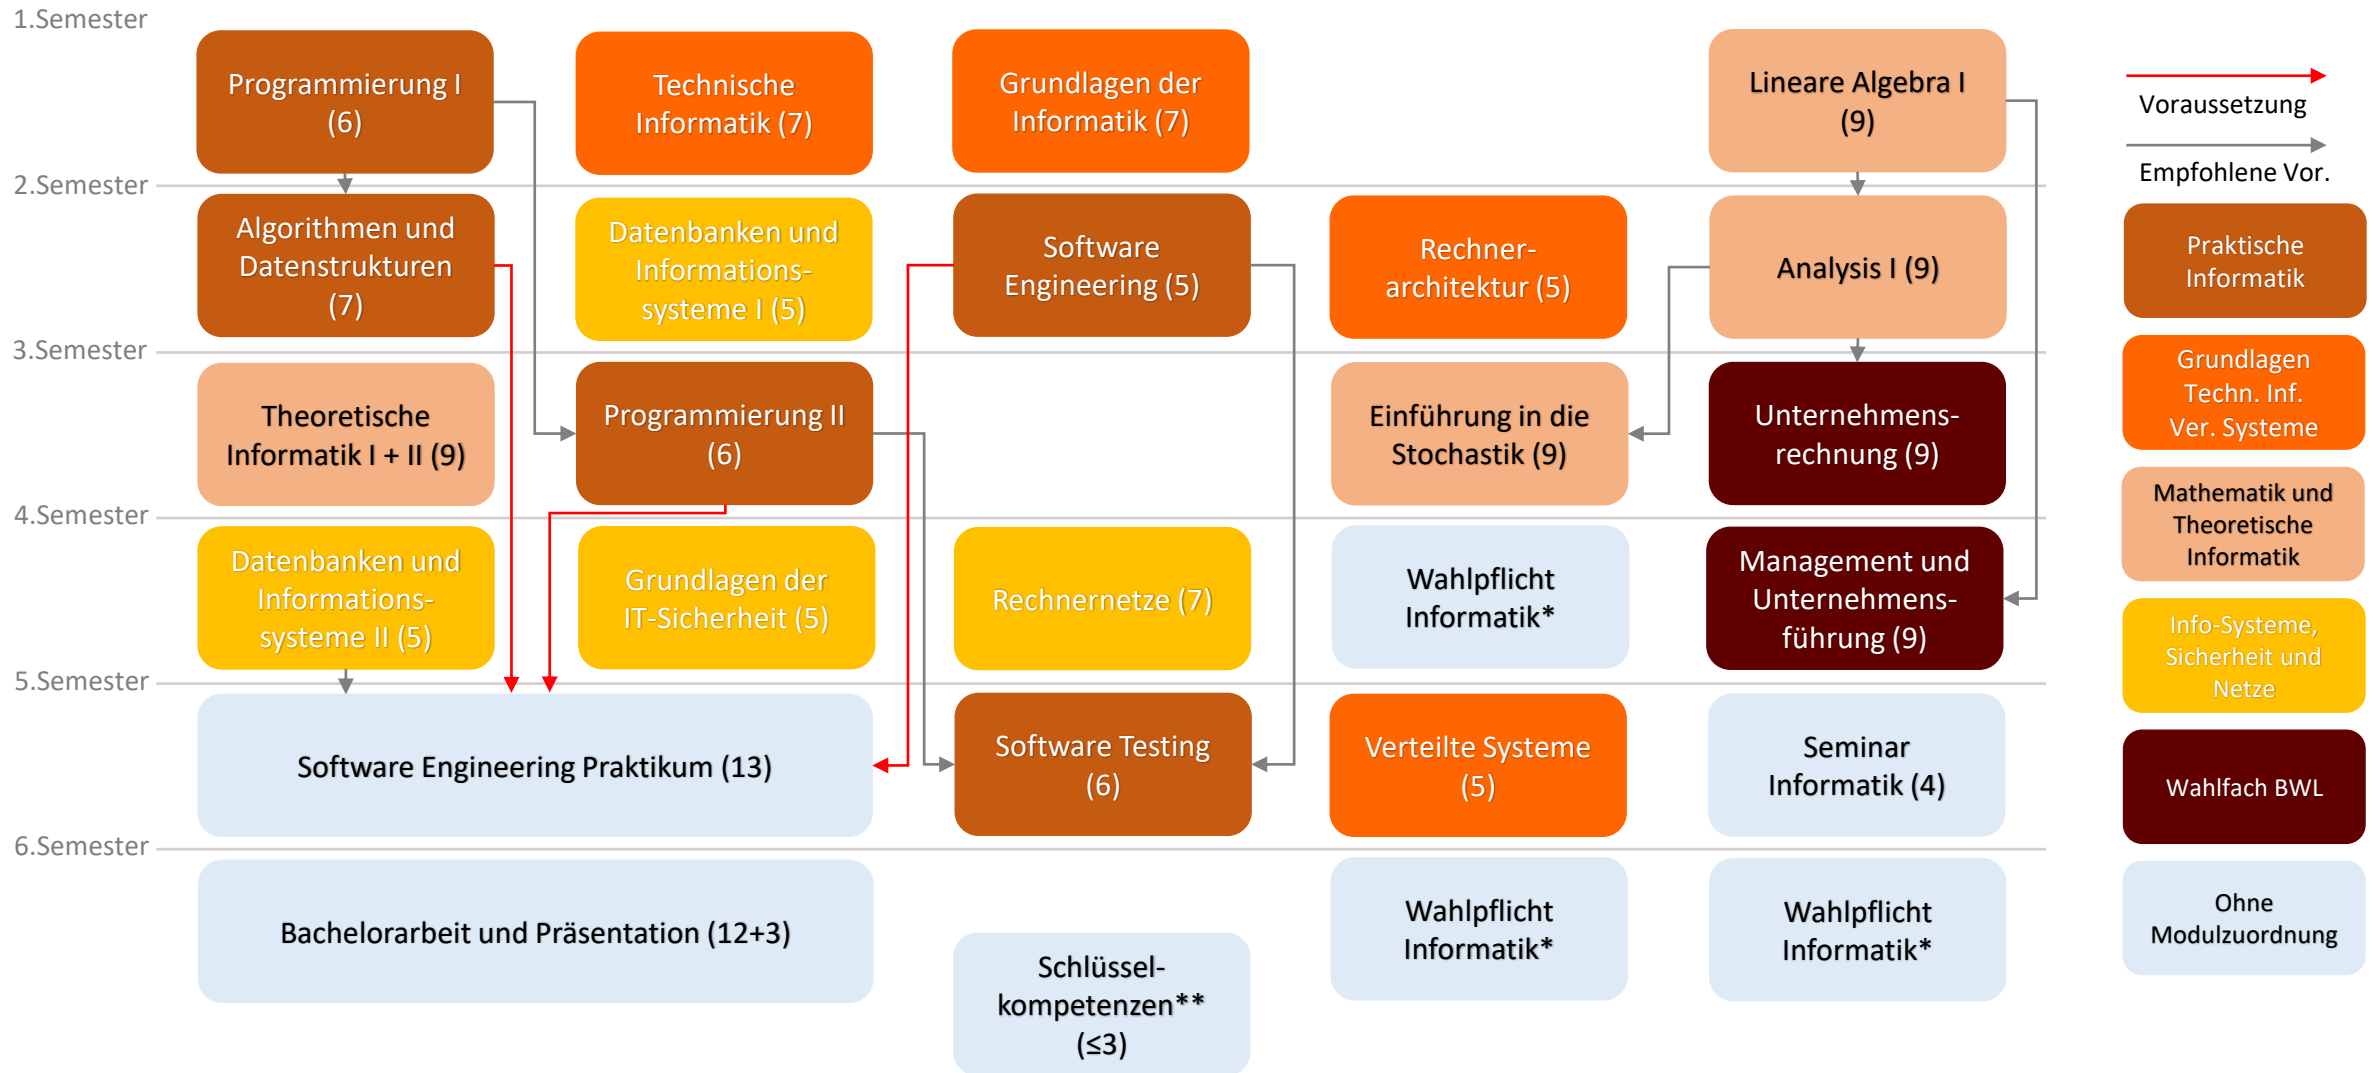 1.Semester
Programmierung I
(6)
Technische
Informatik (7)
Grundlagen der
Informatik (7)
Lineare Algebra I
(9)
2.Semester
Algorithmen und
Datenstrukturen
(7)
Datenbanken und
Informations-
systeme I (5)
Software
Engineering (5)
Rechner-
architektur (5)
Analysis I (9)
3.Semester
Theoretische
Informatik I + II (9)
Programmierung II
(6)
Einführung in die
Stochastik (9)
Unternehmens-
rechnung (9)
4.Semester
Datenbanken und
Informations-
systeme II (5)
Grundlagen der
IT-Sicherheit (5)
Rechnernetze (7)
Wahlpflicht
Informatik*
Management und
Unternehmens-
führung (9)
5.Semester
Software Engineering Praktikum (13)
Software Testing
(6)
Verteilte Systeme
(5)
Seminar
Informatik (4)
6.Semester
Bachelorarbeit und Präsentation (12+3)
Schlüssel-
kompetenzen**
(≤3)
Wahlpflicht
Informatik*
Wahlpflicht
Informatik*
Voraussetzung
Empfohlene Vor.
Praktische
Informatik
Grundlagen
Techn. Inf.
Ver. Systeme
Mathematik und
Theoretische
Informatik
Info-Systeme,
Sicherheit und
Netze
Wahlfach BWL
Ohne
Modulzuordnung